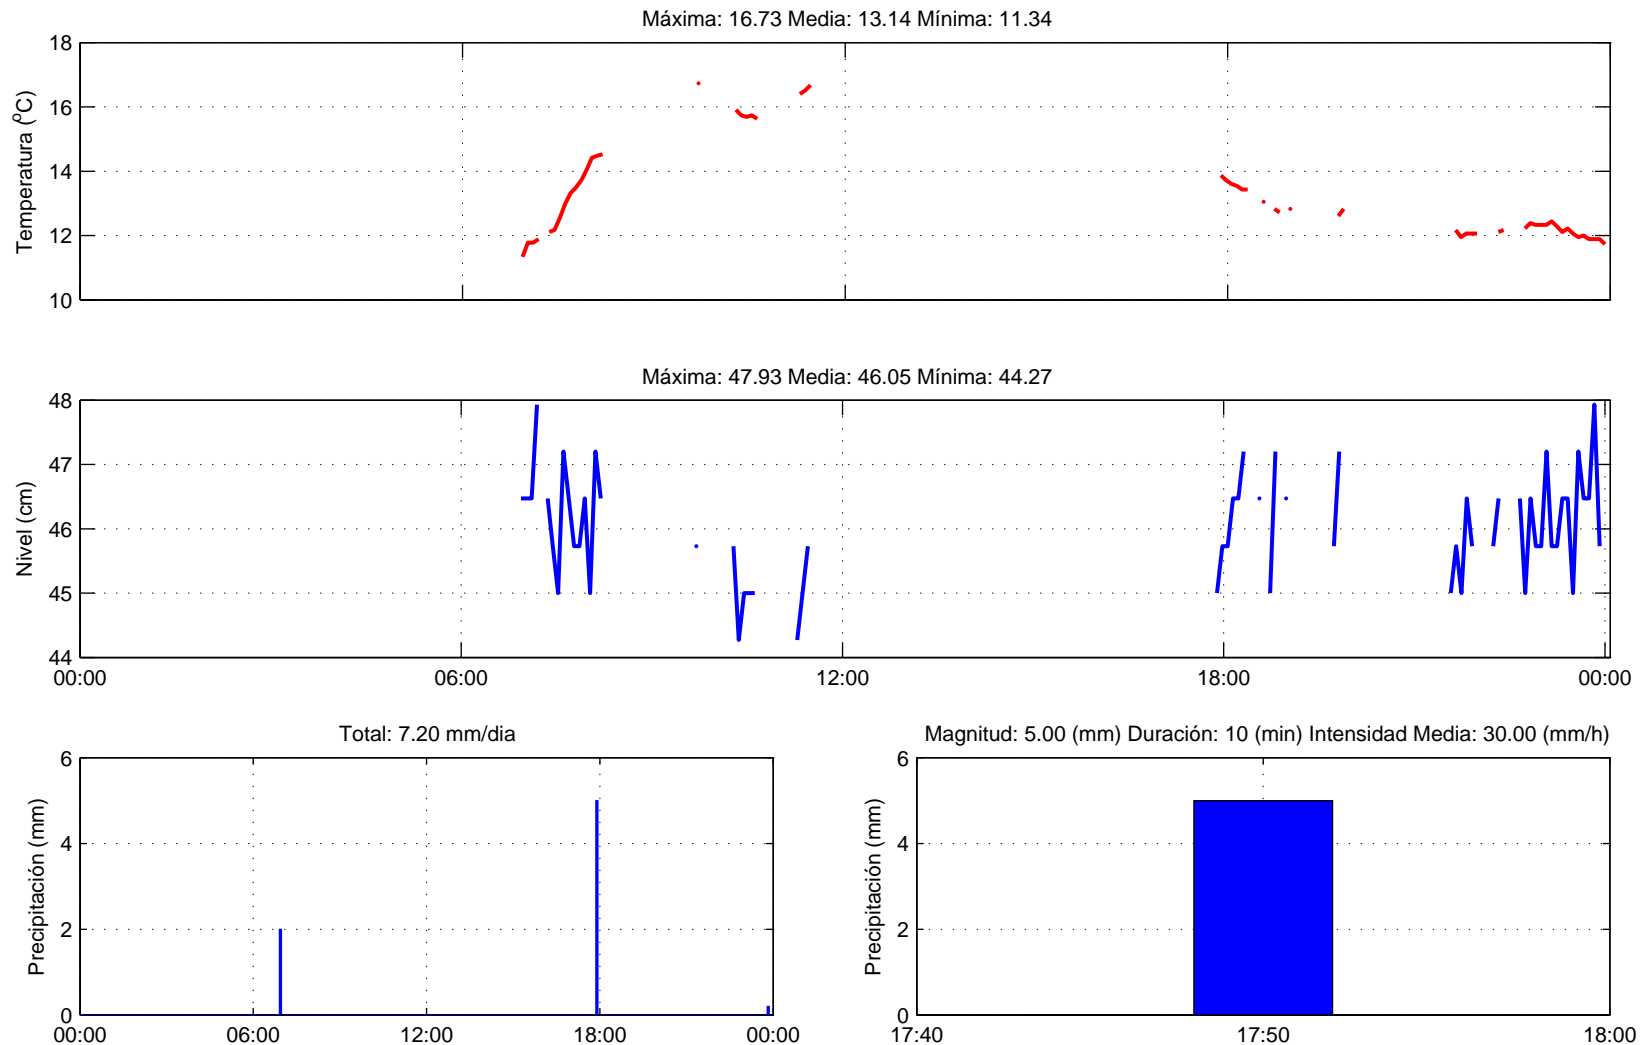 Máxima: 16.73 Media: 13.14 Mínima: 11.34
Temperatura (ºC)
18
16
14
12
10
Máxima: 47.93 Media: 46.05 Mínima: 44.27
Nivel (cm)
48
47
46
45
44
00:00 06:00 12:00 18:00 00:00
Total: 7.20 mm/dia
Precipitación (mm)
6
4
2
0
00:00 06:00 12:00 18:00 00:00
Magnitud: 5.00 (mm) Duración: 10 (min) Intensidad Media: 30.00 (mm/h)
Precipitación (mm)
6
4
2
0
17:40 17:50 18:00